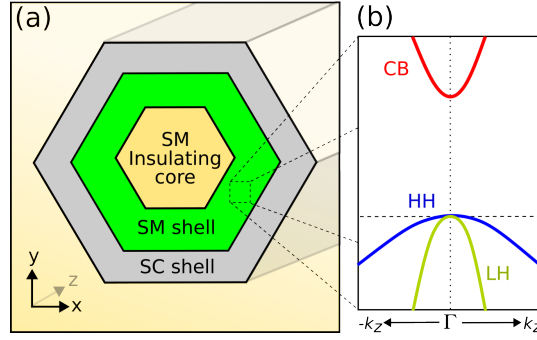 (a)
SM
Insulating
core
SM shell
SC shell
y
z
x
(b)
CB
HH
LH
-kz
Γ
kz